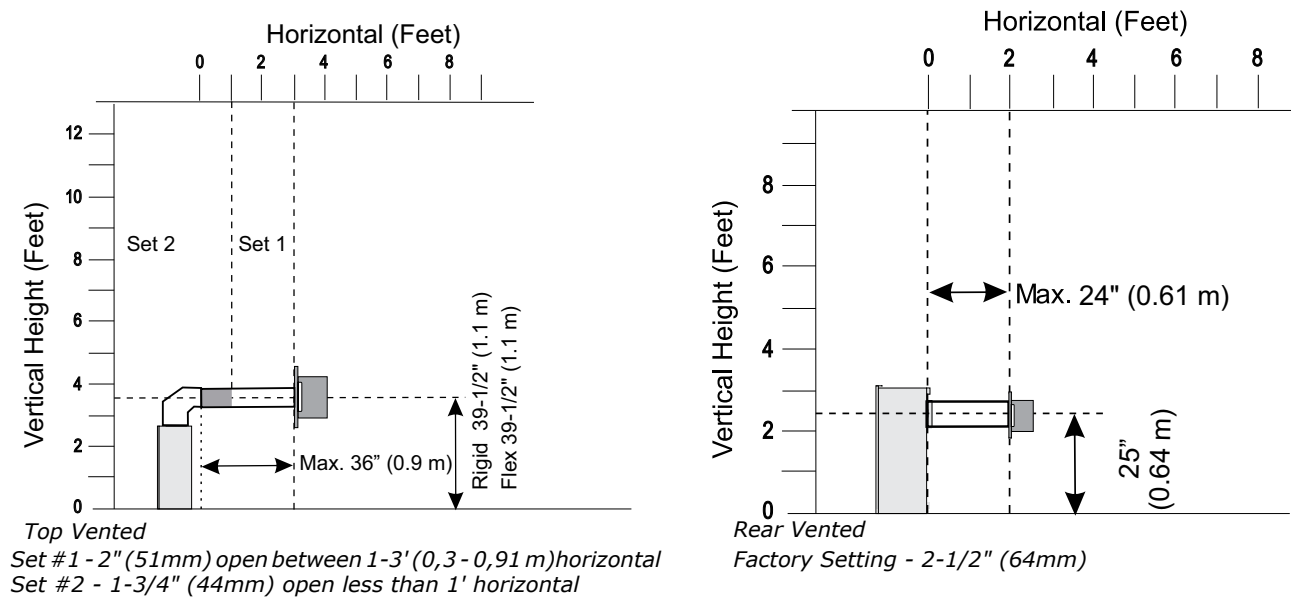 Horizontal (Feet)
0 2 4 6 8
Vertical Height (Feet)
12
10
8
6
4
2
0
Set 2
Set 1
Max. 36" (0.9 m)
Rigid 39-1/2" (1.1 m)
Flex 39-1/2" (1.1 m)
Top Vented
Set #1 - 2" (51mm) open between 1-3' (0,3 - 0,91 m)horizontal
Set #2 - 1-3/4" (44mm) open less than 1' horizontal
Horizontal (Feet)
0 2 4 6 8
Vertical Height (Feet)
8
6
4
2
0
Max. 24" (0.61 m)
25"
(0.64 m)
Rear Vented
Factory Setting - 2-1/2" (64mm)